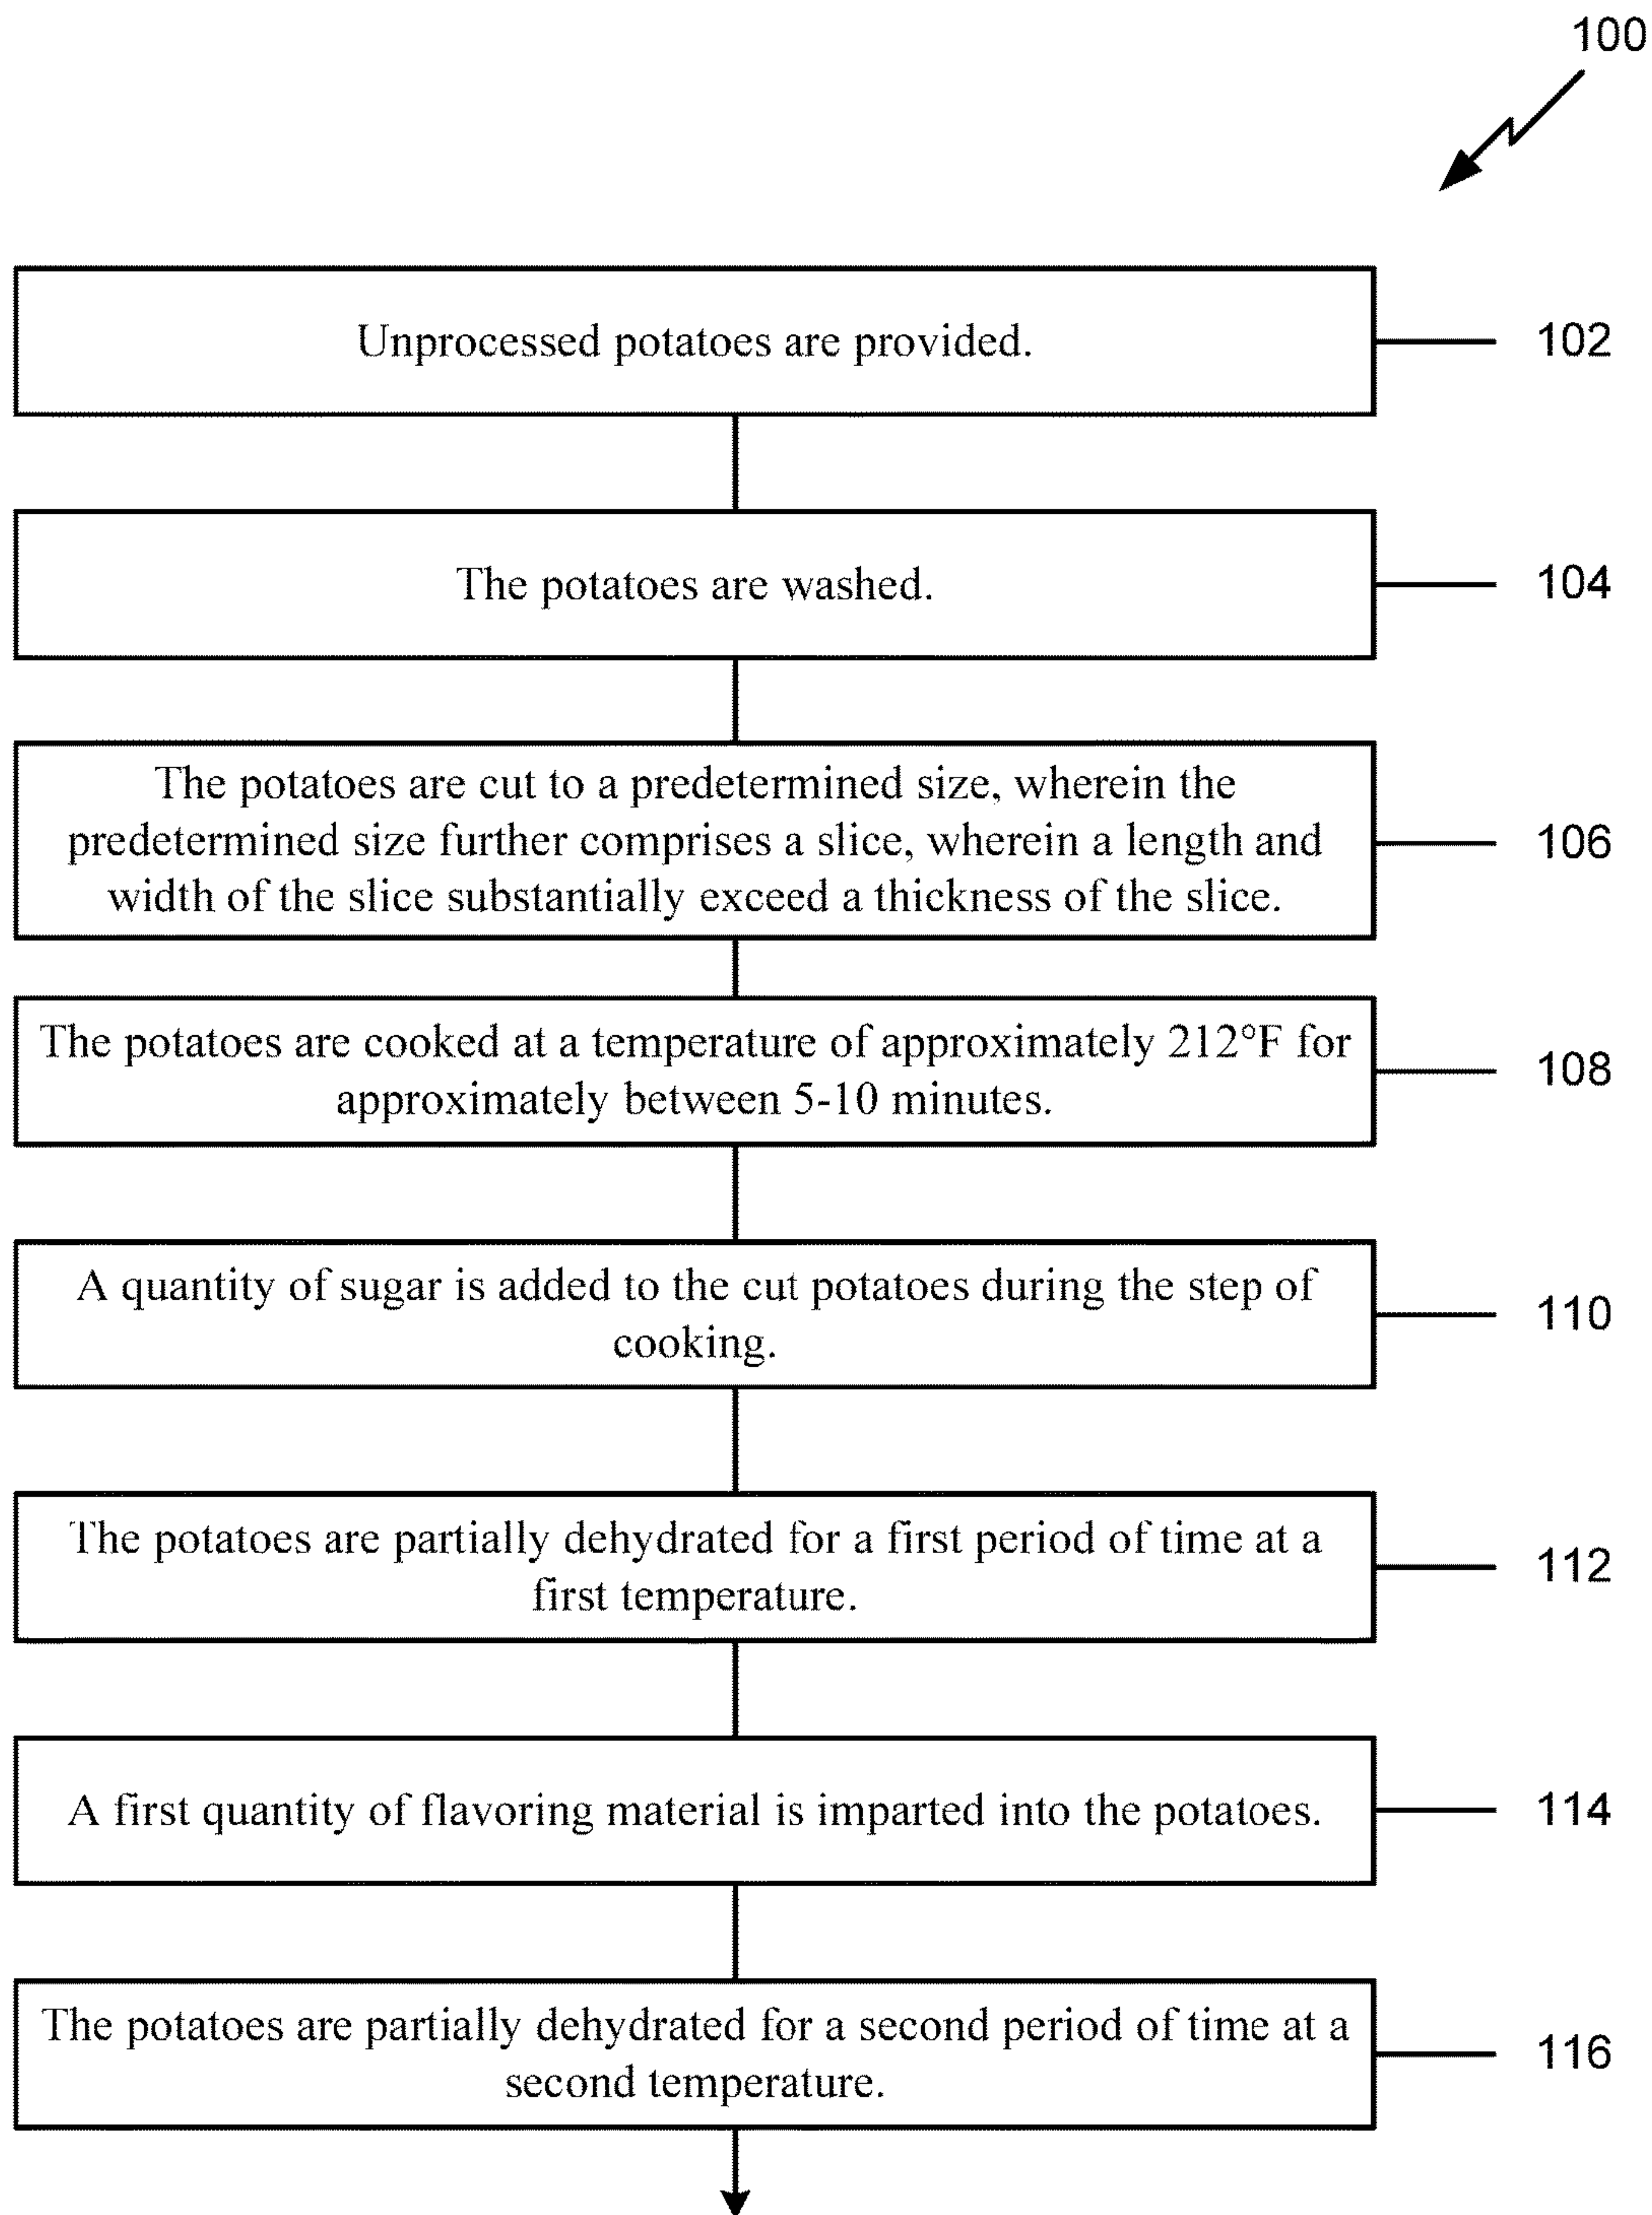 100
Unprocessed potatoes are provided.
102
The potatoes are washed.
104
The potatoes are cut to a predetermined size, wherein the
predetermined size further comprises a slice, wherein a length and
width of the slice substantially exceed a thickness of the slice.
106
The potatoes are cooked at a temperature of approximately 212°F for
approximately between 5-10 minutes.
108
A quantity of sugar is added to the cut potatoes during the step of
cooking.
110
The potatoes are partially dehydrated for a first period of time at a
first temperature.
112
A first quantity of flavoring material is imparted into the potatoes.
114
The potatoes are partially dehydrated for a second period of time at a
second temperature.
116